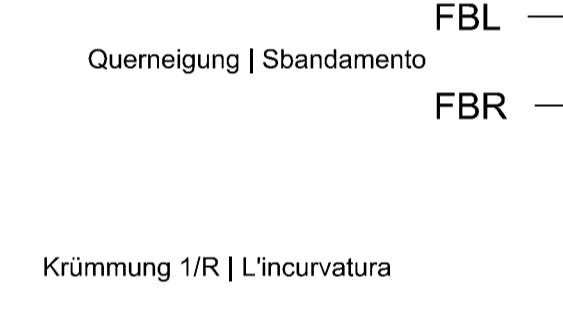 FBL
Querneigung | Sbandamento
FBR
Krümmung 1/R | L'incurvatura